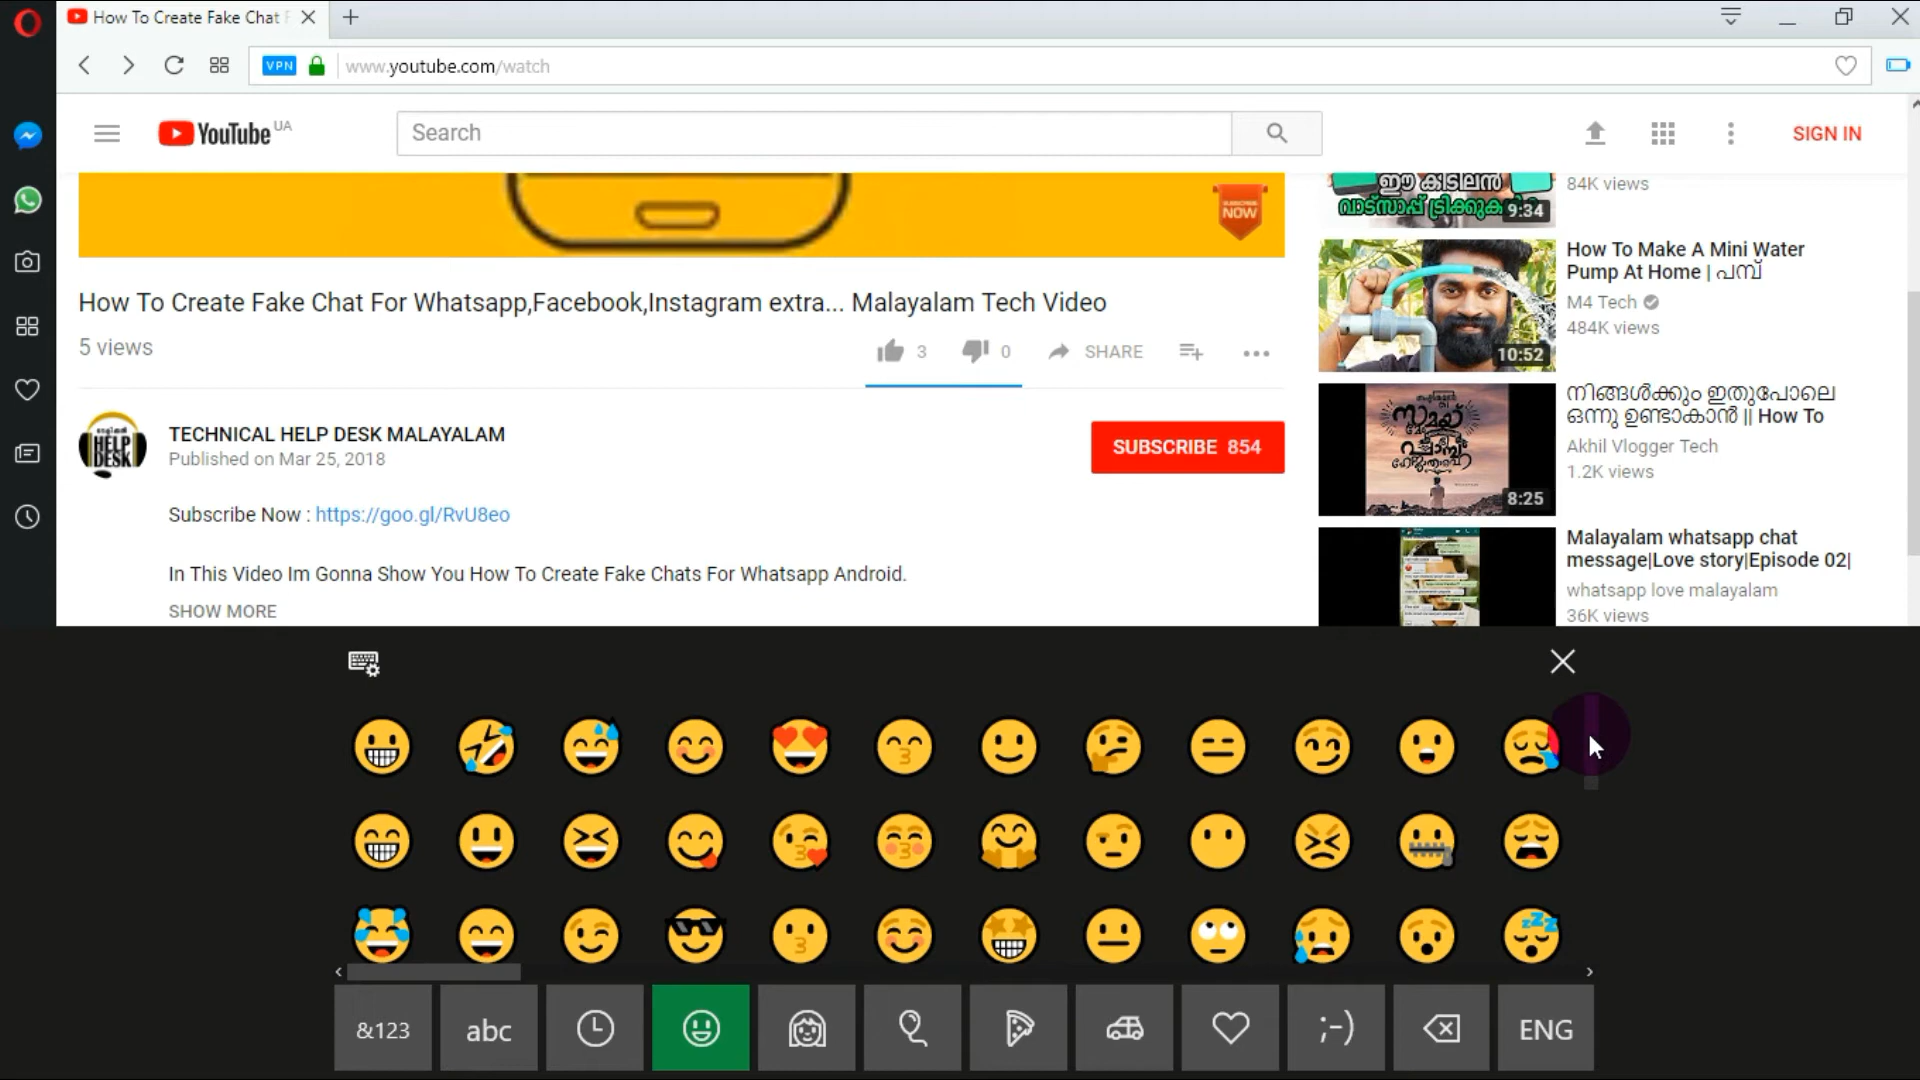 How To Create Fake Chat F
VPN
www.youtube.com/watch
YouTube UA
Search
SIGN IN
SUBSCRIBE
NOW
ഈ കിടിലൻ
വാട്സാപ്പ് ട്രിക്കുക
9:34
84K views
How To Create Fake Chat For Whatsapp,Facebook,Instagram extra... Malayalam Tech Video
5 views
3
0
SHARE
HELP
DESK
TECHNICAL HELP DESK MALAYALAM
Published on Mar 25, 2018
SUBSCRIBE 854
Subscribe Now : https://goo.gl/RvU8eo
In This Video Im Gonna Show You How To Create Fake Chats For Whatsapp Android.
SHOW MORE
10:52
How To Make A Mini Water
Pump At Home | പമ്പ്
M4 Tech
484K views
8:25
നിങ്ങൾക്കും ഇതുപോലെ
ഒന്നു ഉണ്ടാകാൻ || How To
Akhil Vlogger Tech
1.2K views
Malayalam whatsapp chat
message|Love story|Episode 02|
whatsapp love malayalam
36K views
&123
abc
;-)
ENG